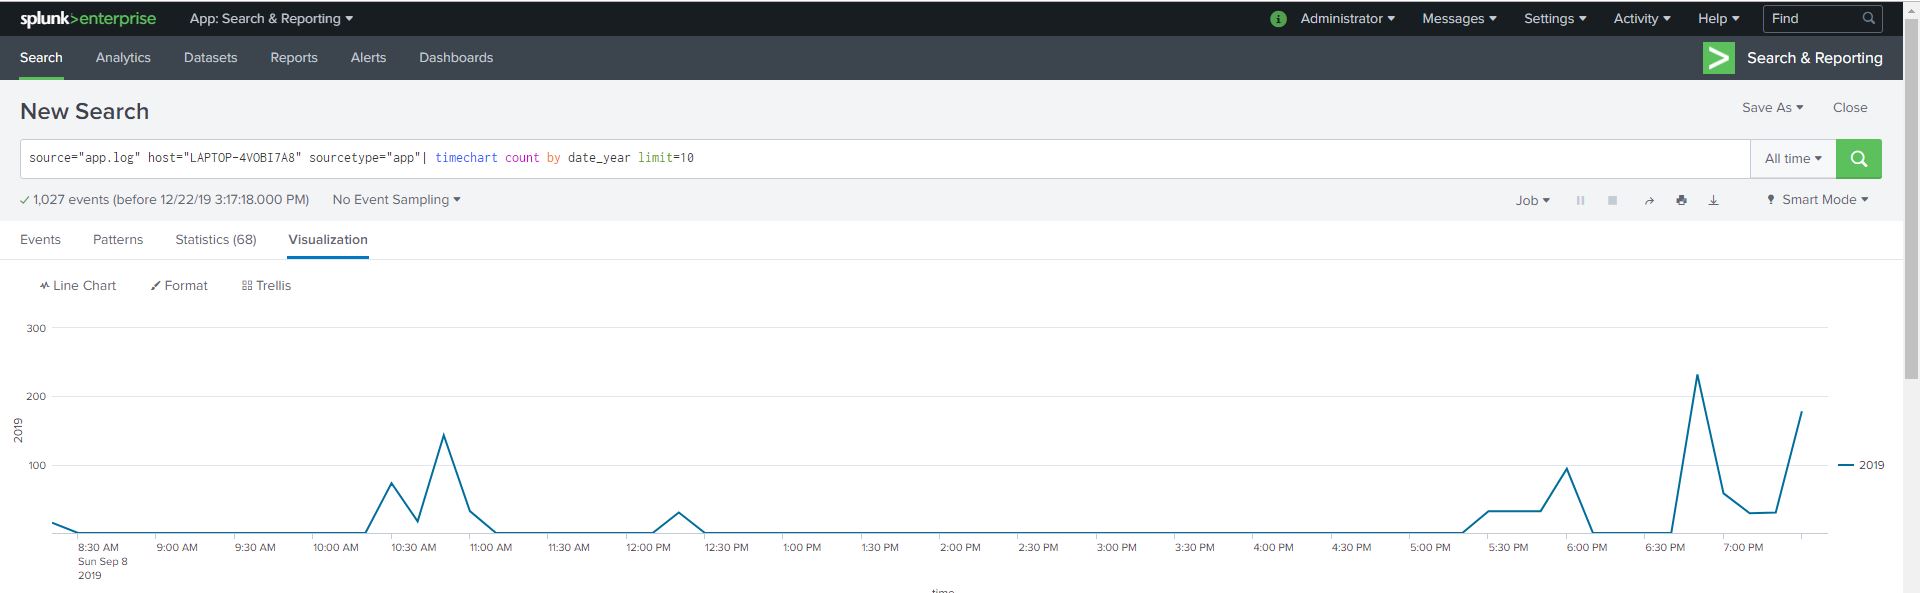 splunk>enterprise App: Search & Reporting Administrator Messages Settings Activity Help Find
Search Analytics Datasets Reports Alerts Dashboards Search & Reporting
New Search Save As Close
source="app.log" host="LAPTOP-4VOBI7A8" sourcetype="app"| timechart count by date_year limit=10 All time
1,027 events (before 12/22/19 3:17:18.000 PM) No Event Sampling Job Smart Mode
Events Patterns Statistics (68) Visualization
Line Chart Format Trellis
300
200
2019
100
2019
8:30 AM 9:00 AM 9:30 AM 10:00 AM 10:30 AM 11:00 AM 11:30 AM 12:00 PM 12:30 PM 1:00 PM 1:30 PM 2:00 PM 2:30 PM 3:00 PM 3:30 PM 4:00 PM 4:30 PM 5:00 PM 5:30 PM 6:00 PM 6:30 PM 7:00 PM
Sun Sep 8
2019